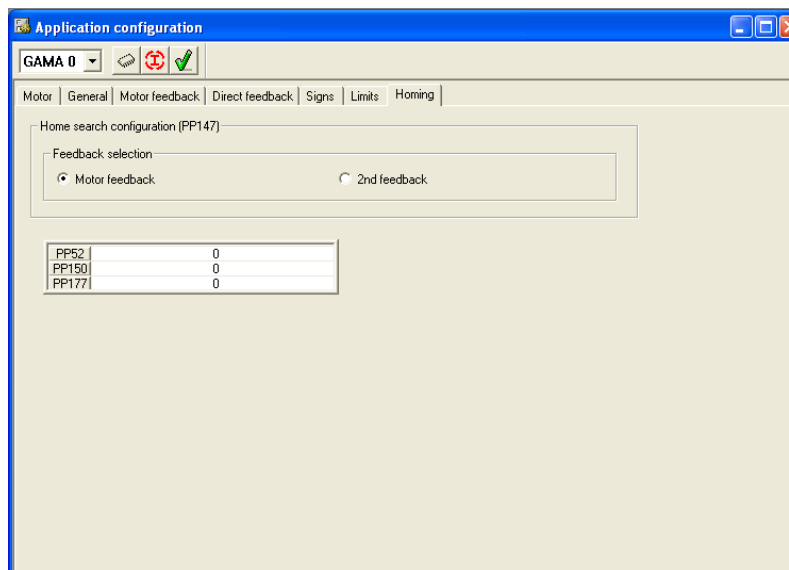 Application configuration
GAMA 0
Motor General Motor feedback Direct feedback Signs Limits Homing
Home search configuration (PP147)
Feedback selection
Motor feedback 2nd feedback
PP52 0
PP150 0
PP177 0